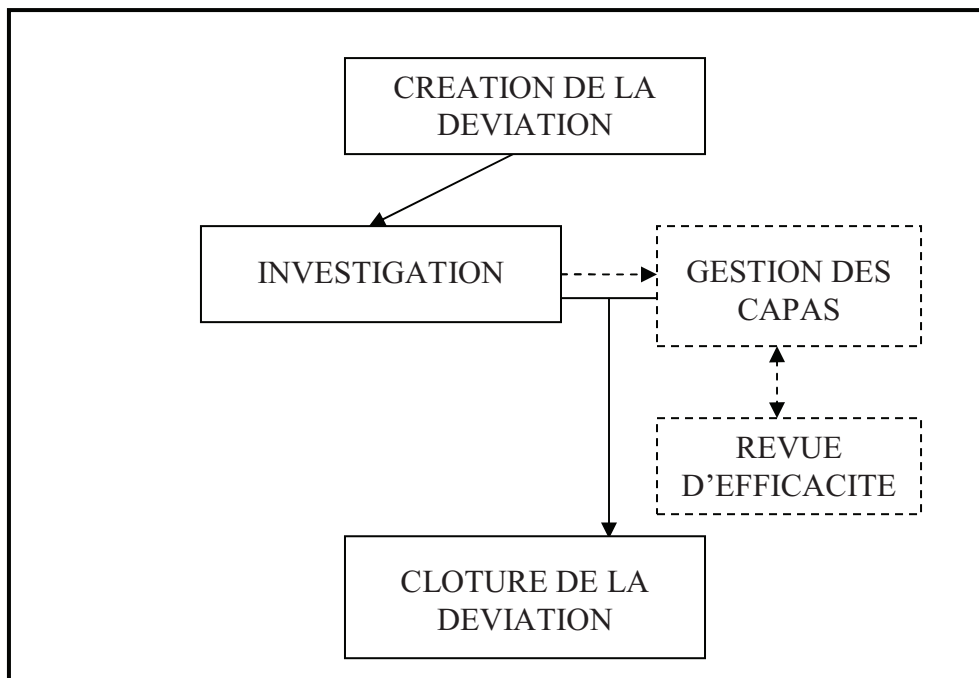 CREATION DE LA
DEVIATION
INVESTIGATION
GESTION DES
CAPAS
REVUE
D’EFFICACITE
CLOTURE DE LA
DEVIATION